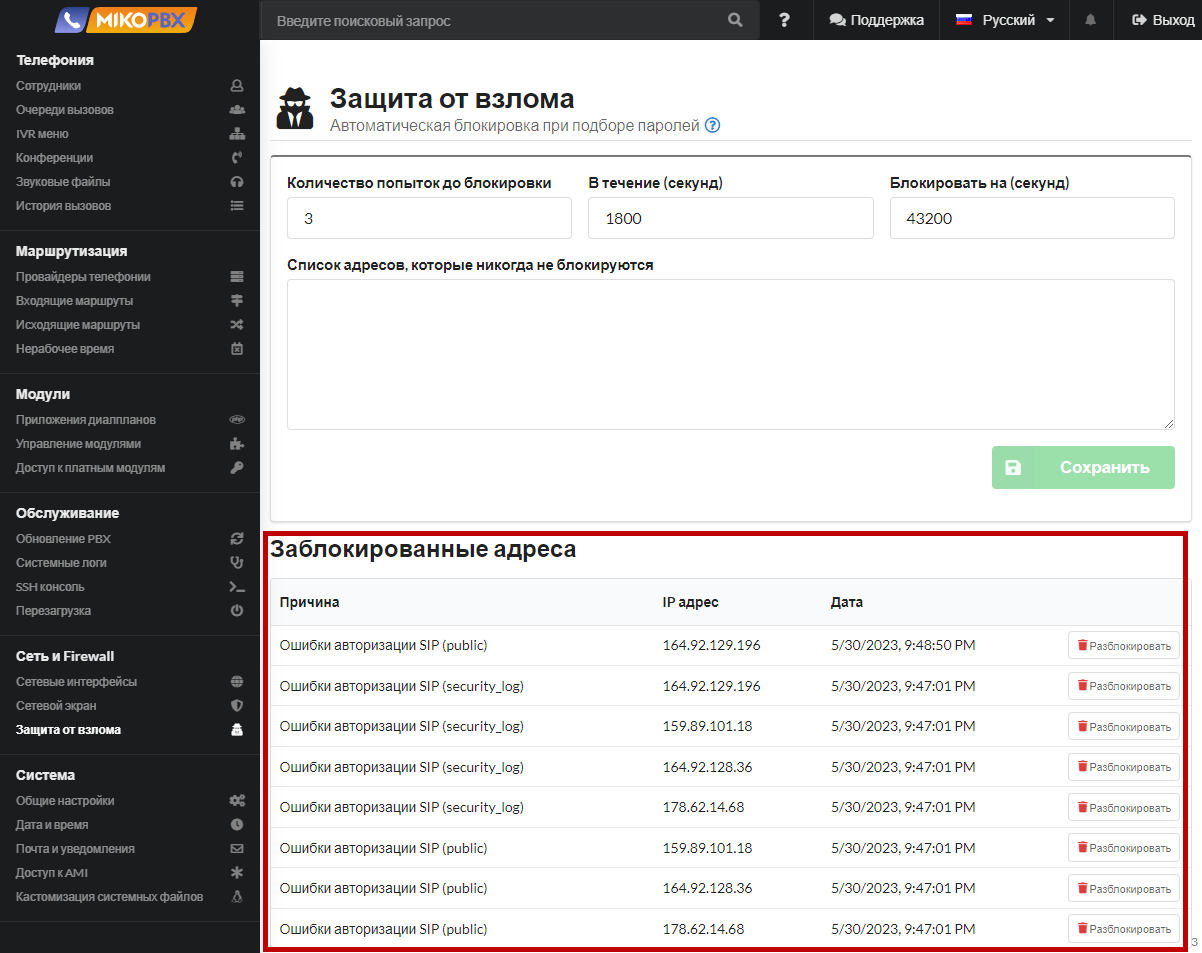 MIKOPBX
Введите поисковый запрос
?
Поддержка
Русский
Выход
Телефония
Сотрудники
Очереди вызовов
IVR меню
Конференции
Звуковые файлы
История вызовов
Маршрутизация
Провайдеры телефонии
Входящие маршруты
Исходящие маршруты
Нерабочее время
Модули
Приложения диалпланов
Управление модулями
Доступ к платным модулям
Обслуживание
Обновление PBX
Системные логи
SSH консоль
Перезагрузка
Сеть и Firewall
Сетевые интерфейсы
Сетевой экран
Защита от взлома
Система
Общие настройки
Дата и время
Почта и уведомления
Доступ к AMI
Кастомизация системных файлов
Защита от взлома
Автоматическая блокировка при подборе паролей ?
Количество попыток до блокировки В течение (секунд) Блокировать на (секунд)
3 1800 43200
Список адресов, которые никогда не блокируются
Сохранить
Заблокированные адреса
Причина IP адрес Дата
Ошибки авторизации SIP (public) 164.92.129.196 5/30/2023, 9:48:50 PM Разблокировать
Ошибки авторизации SIP (security_log) 164.92.129.196 5/30/2023, 9:47:01 PM Разблокировать
Ошибки авторизации SIP (security_log) 159.89.101.18 5/30/2023, 9:47:01 PM Разблокировать
Ошибки авторизации SIP (security_log) 164.92.128.36 5/30/2023, 9:47:01 PM Разблокировать
Ошибки авторизации SIP (security_log) 178.62.14.68 5/30/2023, 9:47:01 PM Разблокировать
Ошибки авторизации SIP (public) 159.89.101.18 5/30/2023, 9:47:01 PM Разблокировать
Ошибки авторизации SIP (public) 164.92.128.36 5/30/2023, 9:47:01 PM Разблокировать
Ошибки авторизации SIP (public) 178.62.14.68 5/30/2023, 9:47:01 PM Разблокировать
3